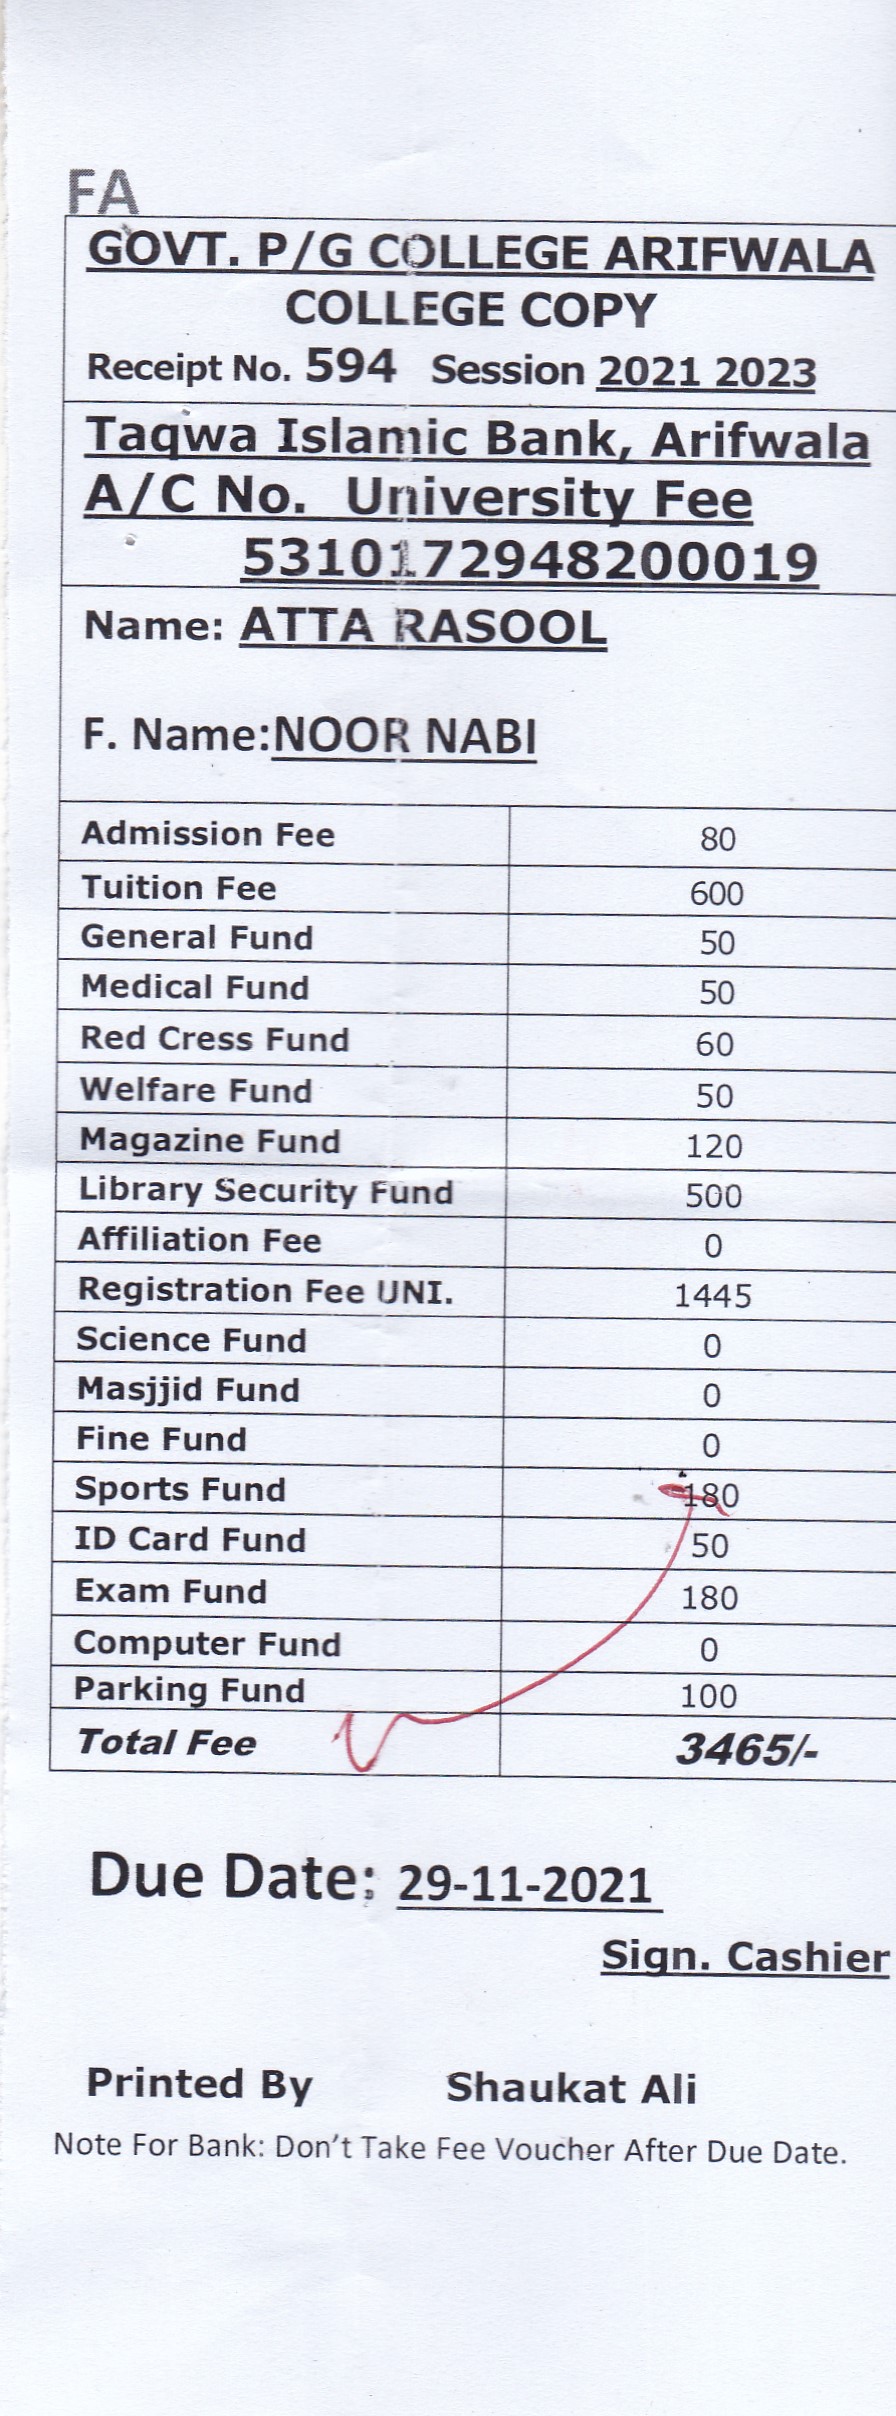 FA
GOVT. P/G COLLEGE ARIFWALA
COLLEGE COPY
Receipt No. 594 Session 2021 2023
Taqwa Islamic Bank, Arifwala
A/C No. University Fee
5310172948200019
Name: ATTA RASOOL
F. Name:NOOR NABI
Admission Fee 80
Tuition Fee 600
General Fund 50
Medical Fund 50
Red Cress Fund 60
Welfare Fund 50
Magazine Fund 120
Library Security Fund 500
Affiliation Fee 0
Registration Fee UNI. 1445
Science Fund 0
Masjjid Fund 0
Fine Fund 0
Sports Fund 180
ID Card Fund 50
Exam Fund 180
Computer Fund 0
Parking Fund 100
Total Fee 3465/-
Due Date: 29-11-2021
Sign. Cashier
Printed By Shaukat Ali
Note For Bank: Don’t Take Fee Voucher After Due Date.